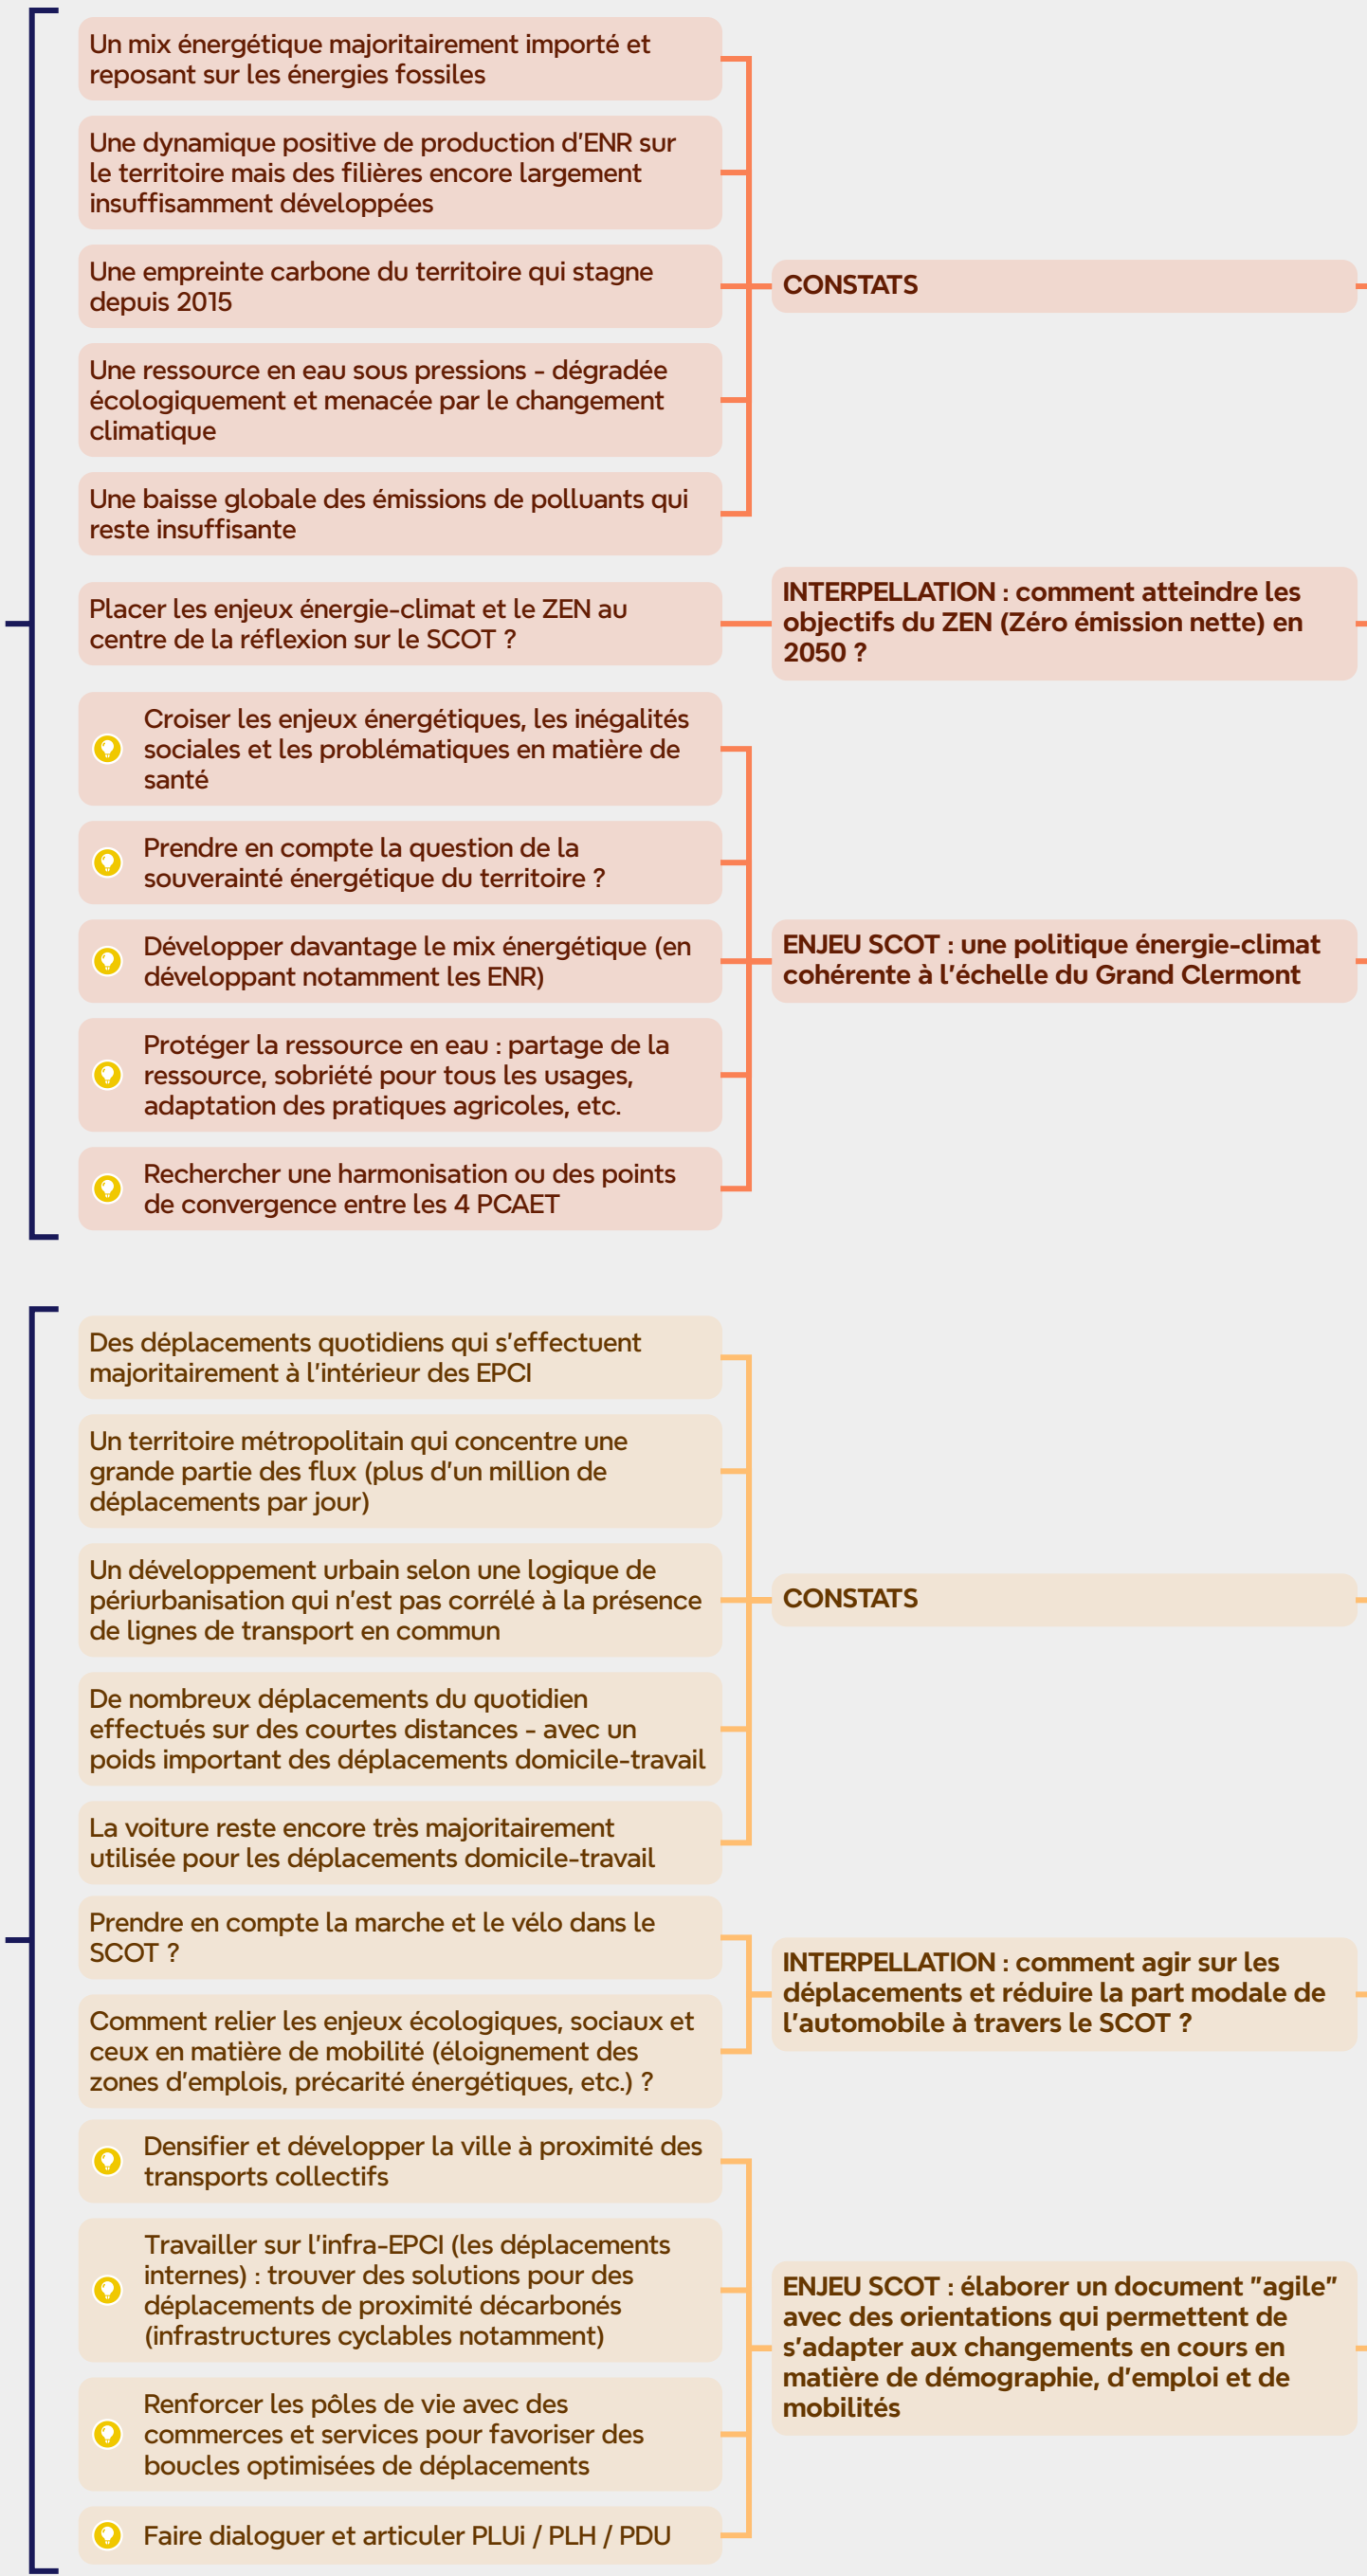 Un mix énergétique majoritairement importé et
reposant sur les énergies fossiles
Une dynamique positive de production d'ENR sur
le territoire mais des filières encore largement
insuffisamment développées
Une empreinte carbone du territoire qui stagne
depuis 2015
Une ressource en eau sous pressions - dégradée
écologiquement et menacée par le changement
climatique
Une baisse globale des émissions de polluants qui
reste insuffisante
CONSTATS
Placer les enjeux énergie-climat et le ZEN au
centre de la réflexion sur le SCOT ?
INTERPELLATION : comment atteindre les
objectifs du ZEN (Zéro émission nette) en
2050 ?
Croiser les enjeux énergétiques, les inégalités
sociales et les problématiques en matière de
santé
Prendre en compte la question de la
souverainté énergétique du territoire ?
Développer davantage le mix énergétique (en
développant notamment les ENR)
Protéger la ressource en eau : partage de la
ressource, sobriété pour tous les usages,
adaptation des pratiques agricoles, etc.
Rechercher une harmonisation ou des points
de convergence entre les 4 PCAET
ENJEU SCOT : une politique énergie-climat
cohérente à l'échelle du Grand Clermont
Des déplacements quotidiens qui s'effectuent
majoritairement à l'intérieur des EPCI
Un territoire métropolitain qui concentre une
grande partie des flux (plus d'un million de
déplacements par jour)
Un développement urbain selon une logique de
périurbanisation qui n'est pas corrélé à la présence
de lignes de transport en commun
De nombreux déplacements du quotidien
effectués sur des courtes distances - avec un
poids important des déplacements domicile-travail
La voiture reste encore très majoritairement
utilisée pour les déplacements domicile-travail
CONSTATS
Prendre en compte la marche et le vélo dans le
SCOT ?
Comment relier les enjeux écologiques, sociaux et
ceux en matière de mobilité (éloignement des
zones d'emplois, précarité énergétiques, etc.) ?
INTERPELLATION : comment agir sur les
déplacements et réduire la part modale de
l'automobile à travers le SCOT ?
Densifier et développer la ville à proximité des
transports collectifs
Travailler sur l'infra-EPCI (les déplacements
internes) : trouver des solutions pour des
déplacements de proximité décarbonés
(infrastructures cyclables notamment)
Renforcer les pôles de vie avec des
commerces et services pour favoriser des
boucles optimisées de déplacements
Faire dialoguer et articuler PLUi / PLH / PDU
ENJEU SCOT : élaborer un document "agile"
avec des orientations qui permettent de
s'adapter aux changements en cours en
matière de démographie, d'emploi et de
mobilités